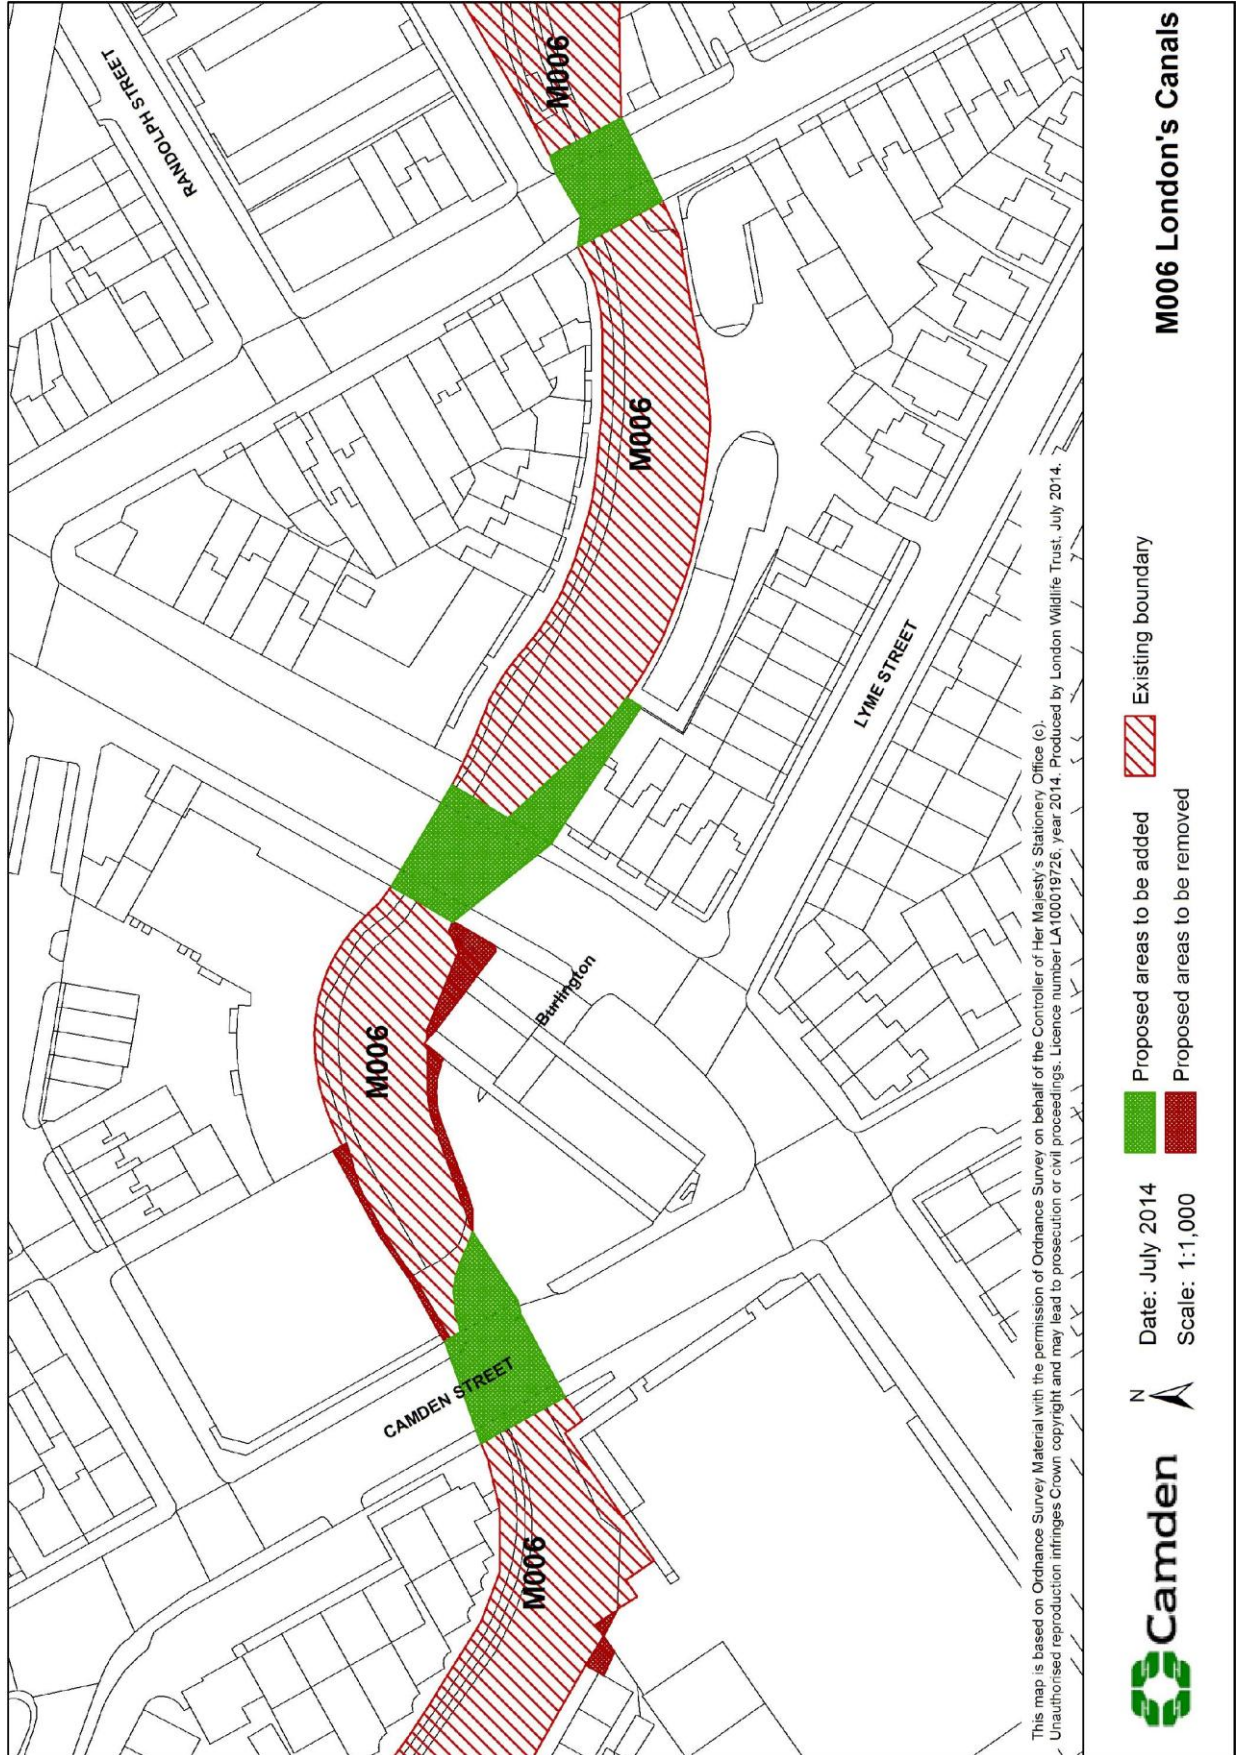 RANDOLPH STREET
M006
M006
LYME STREET
Burlington
M006
CAMDEN STREET
M006
This map is based on Ordnance Survey Material with the permission of Ordnance Survey on behalf of the Controller of Her Majesty's Stationery Office (c).
Unauthorised reproduction infringes Crown copyright and may lead to prosecution or civil proceedings. Licence number LA100019726, year 2014. Produced by London Wildlife Trust, July 2014.
Camden
N
Date: July 2014
Scale: 1:1,000
Proposed areas to be added
Proposed areas to be removed
Existing boundary
M006 London's Canals